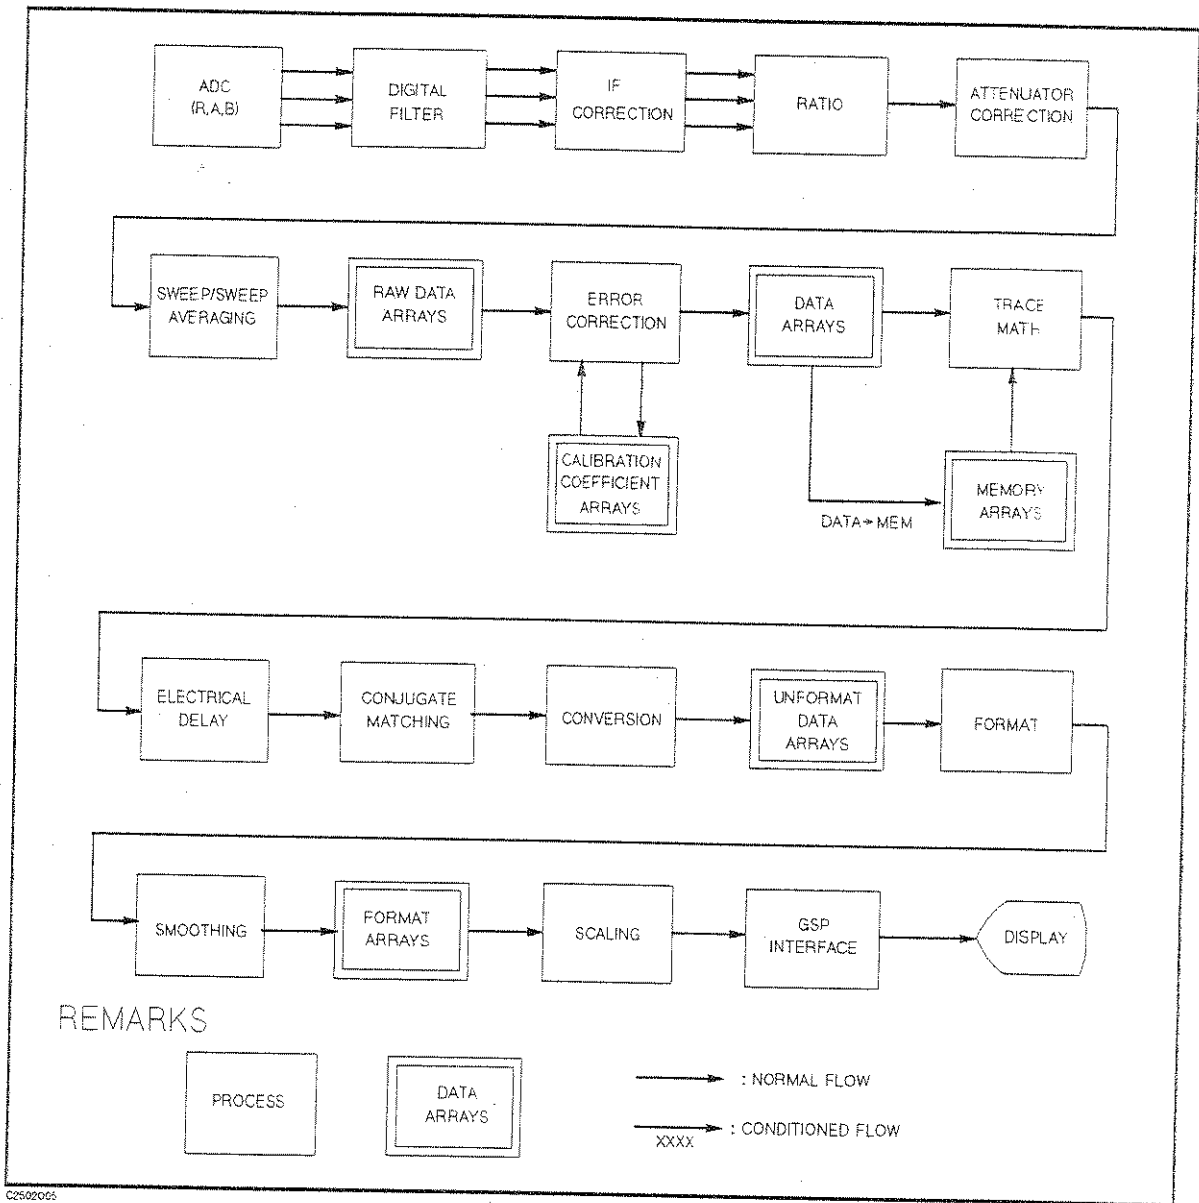 ADC
(R,A,B)
DIGITAL
FILTER
IF
CORRECTION
RATIO
ATTENUATOR
CORRECTION
SWEEP/SWEEP
AVERAGING
RAW DATA
ARRAYS
ERROR
CORRECTION
DATA
ARRAYS
TRACE
MATH
CALIBRATION
COEFFICIENT
ARRAYS
DATA→MEM
MEMORY
ARRAYS
ELECTRICAL
DELAY
CONJUGATE
MATCHING
CONVERSION
UNFORMAT
DATA
ARRAYS
FORMAT
SMOOTHING
FORMAT
ARRAYS
SCALING
GSP
INTERFACE
DISPLAY
REMARKS
PROCESS
DATA
ARRAYS
: NORMAL FLOW
XXXX
: CONDITIONED FLOW
C2502005